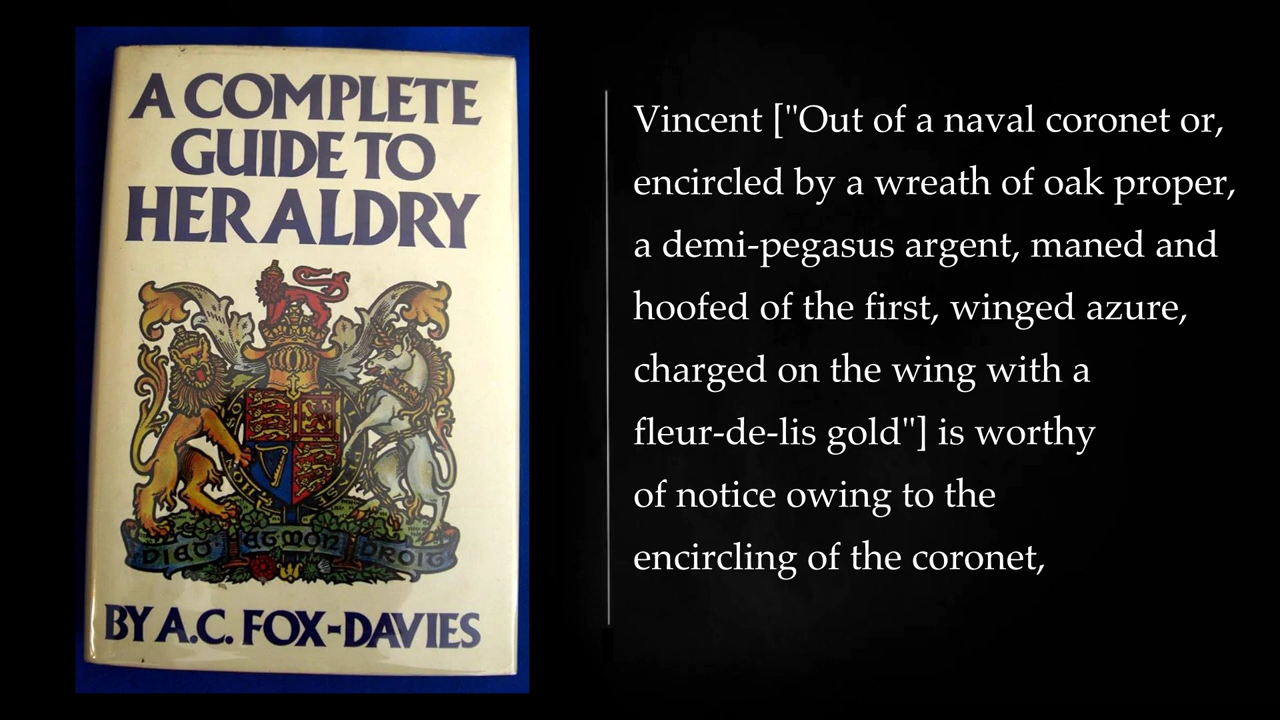 A COMPLETE
GUIDE TO
HERALDRY
DIEU ET MON DROIT
BY A.C. FOX-DAVIES
Vincent ["Out of a naval coronet or,
encircled by a wreath of oak proper,
a demi-pegasus argent, maned and
hoofed of the first, winged azure,
charged on the wing with a
fleur-de-lis gold"] is worthy
of notice owing to the
encircling of the coronet,